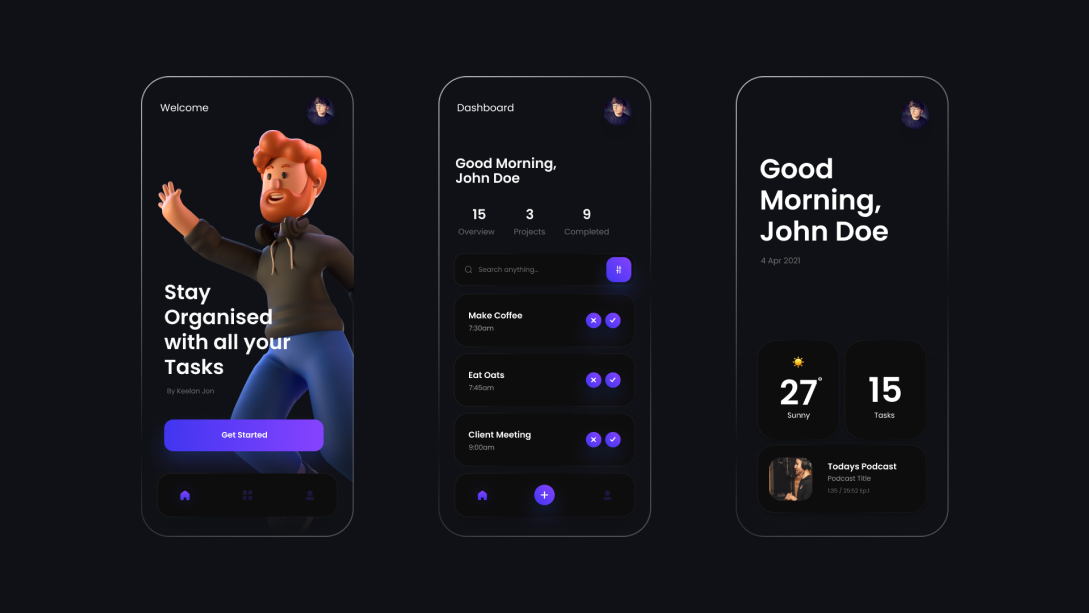 Welcome
Stay
Organised
with all your
Tasks
By Keelan Jon
Get Started
Dashboard
Good Morning,
John Doe
15 3 9
Overview Projects Completed
Search anything...
Make Coffee
7:30am
Eat Oats
7:45am
Client Meeting
9:00am
Good
Morning,
John Doe
4 Apr 2021
27°
Sunny
15
Tasks
Todays Podcast
Podcast Title
1:35 / 25:52 Ep.1